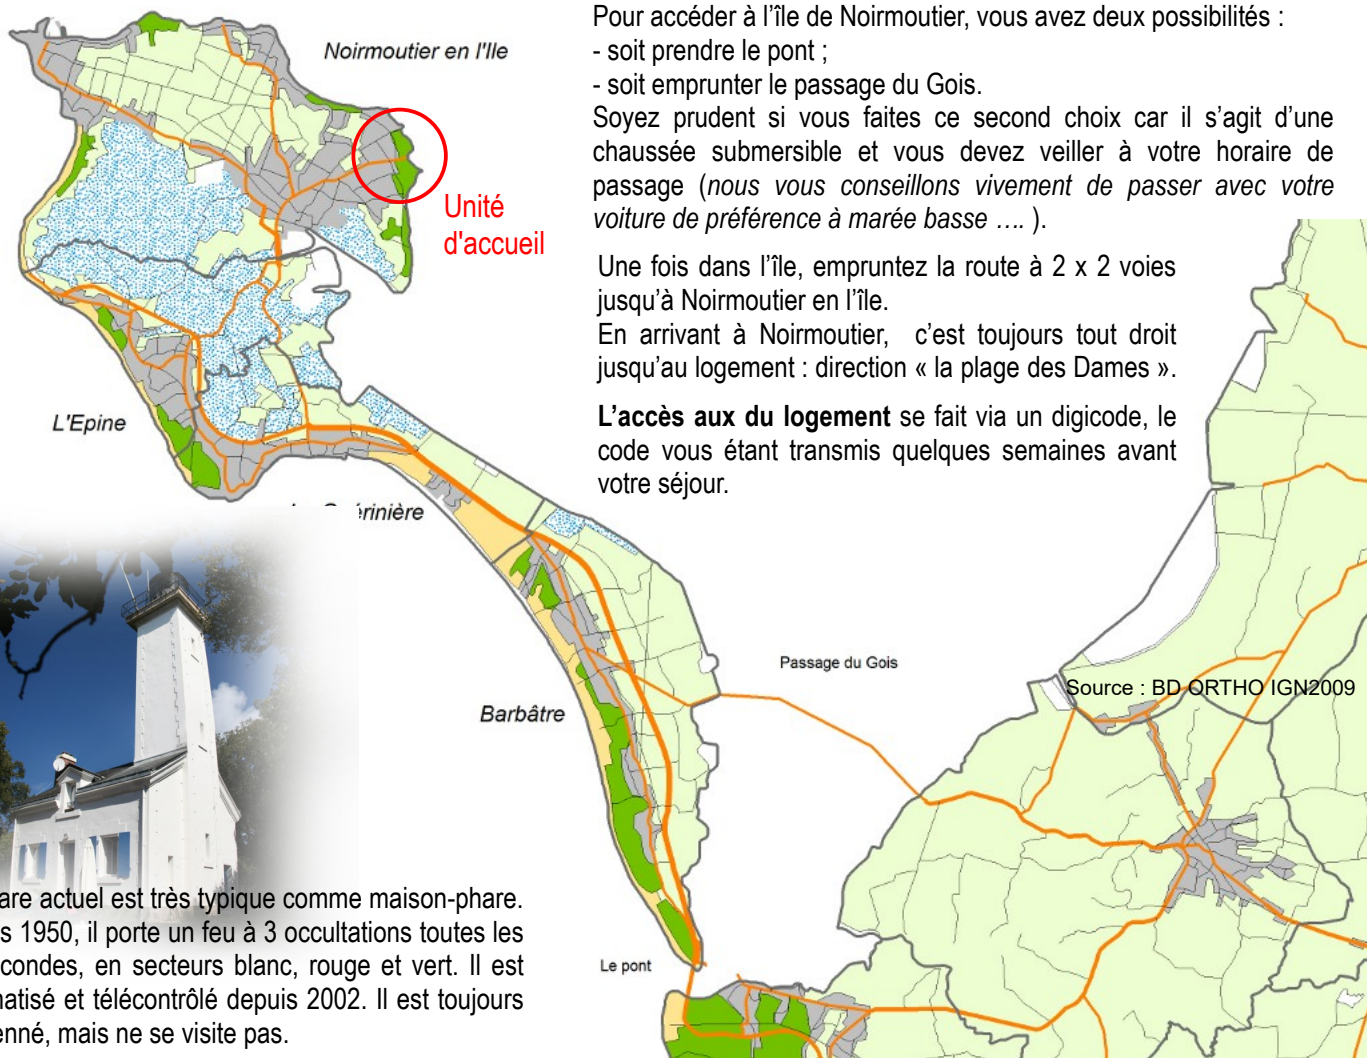 Pour accéder à l'île de Noirmoutier, vous avez deux possibilités :
- soit prendre le pont ;
- soit emprunter le passage du Gois.
Soyez prudent si vous faites ce second choix car il s'agit d'une
chaussée submersible et vous devez veiller à votre horaire de
passage (nous vous conseillons vivement de passer avec votre
voiture de préférence à marée basse …. ).
Une fois dans l'île, empruntez la route à 2 x 2 voies
jusqu'à Noirmoutier en l'île.
En arrivant à Noirmoutier, c'est toujours tout droit
jusqu'au logement : direction « la plage des Dames ».
L'accès aux du logement se fait via un digicode, le
code vous étant transmis quelques semaines avant
votre séjour.
Noirmoutier en l'Ile
Unité
d'accueil
L'Epine
érinière
Passage du Gois
Source : BD ORTHO IGN2009
Barbâtre
Le pont
are actuel est très typique comme maison-phare.
s 1950, il porte un feu à 3 occultations toutes les
condes, en secteurs blanc, rouge et vert. Il est
matisé et télécontrôlé depuis 2002. Il est toujours
enné, mais ne se visite pas.